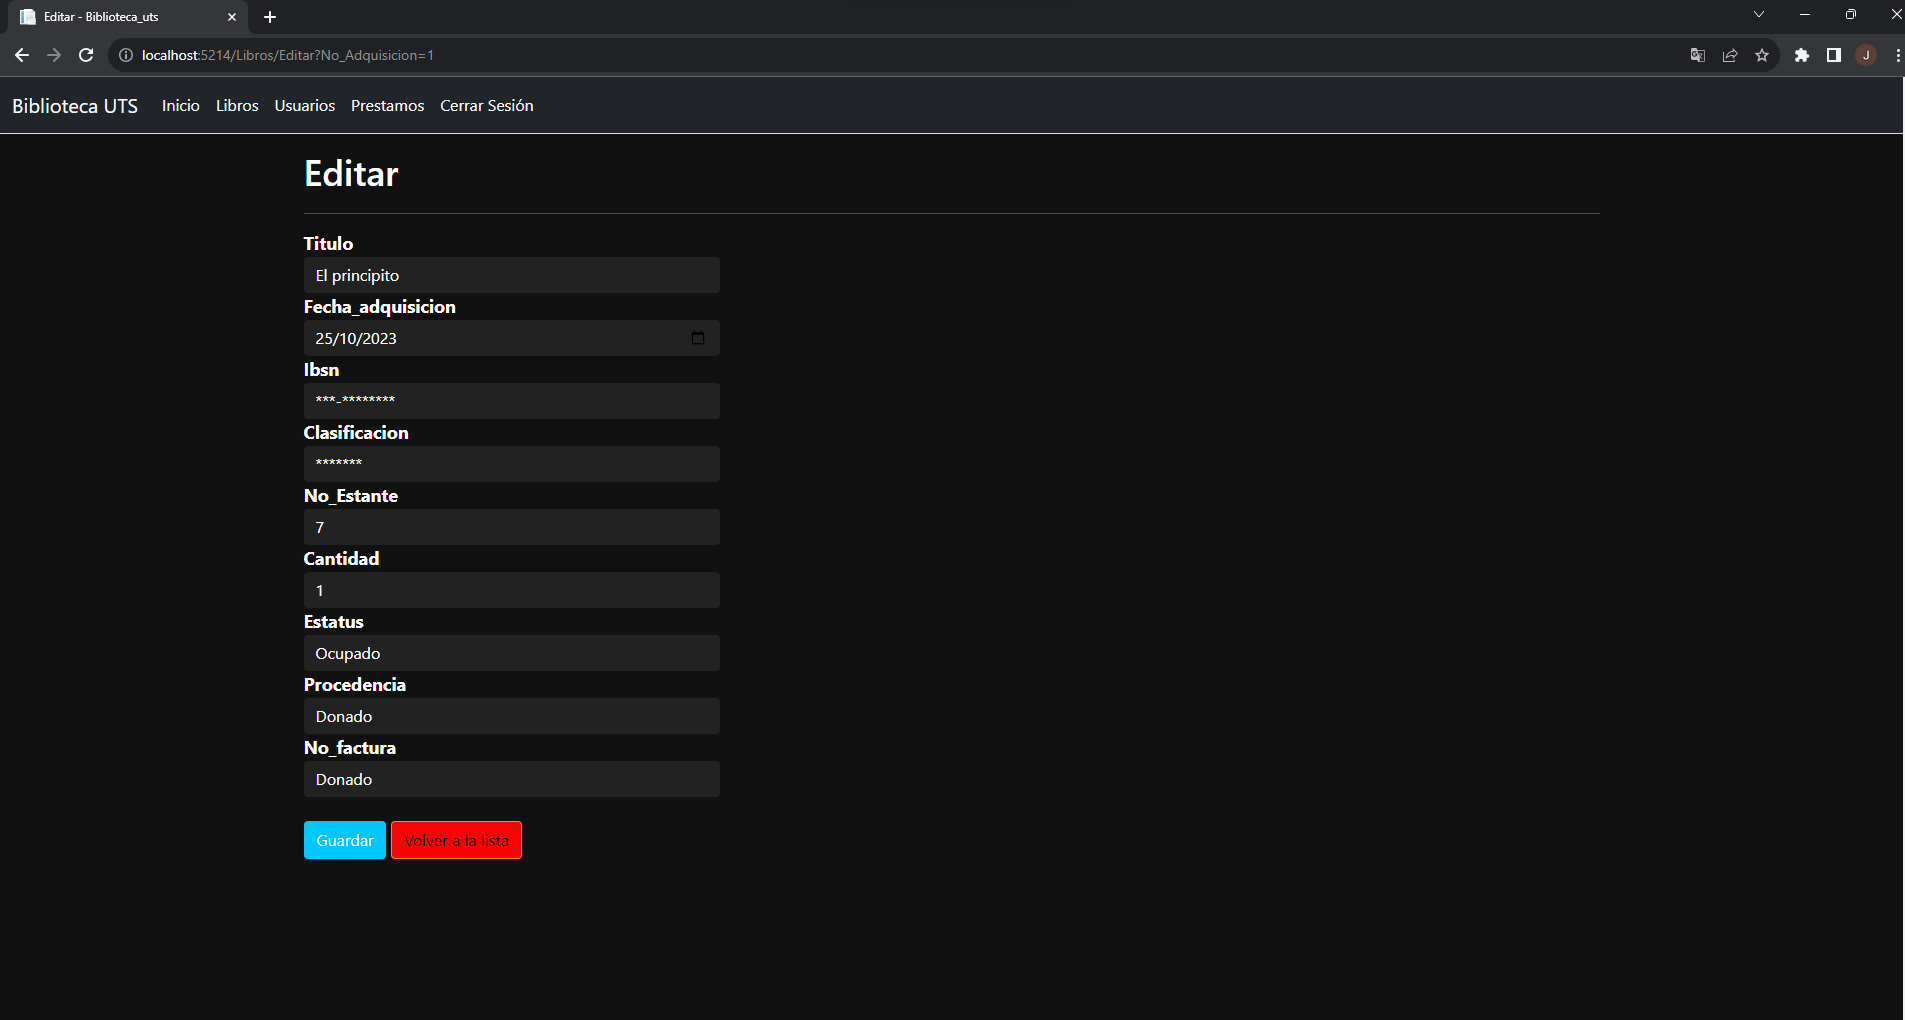 Editar - Biblioteca_uts
localhost:5214/Libros/Editar?No_Adquisicion=1
J
Biblioteca UTS Inicio Libros Usuarios Prestamos Cerrar Sesión
Editar
Titulo
El principito
Fecha_adquisicion
25/10/2023
Ibsn
***-********
Clasificacion
*******
No_Estante
7
Cantidad
1
Estatus
Ocupado
Procedencia
Donado
No_factura
Donado
Guardar Volver a la lista